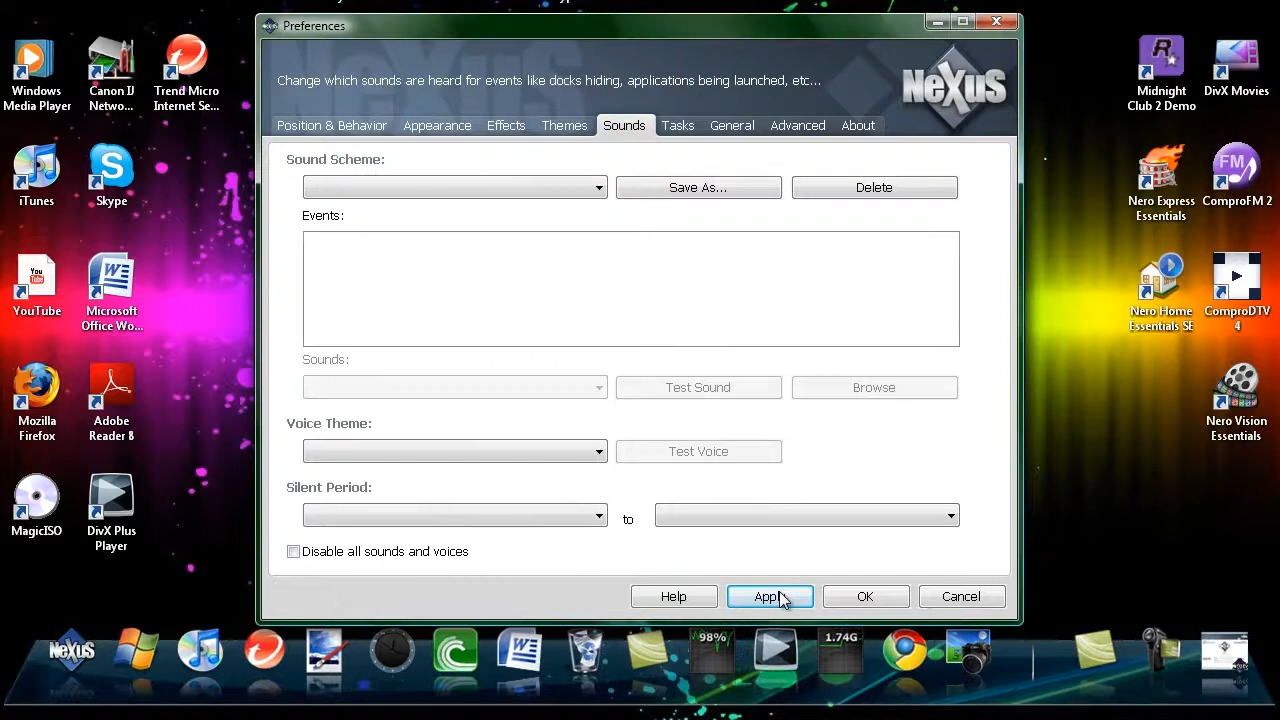 Preferences
Change which sounds are heard for events like docks hiding, applications being launched, etc...
NeXuS
Position & Behavior
Appearance
Effects
Themes
Sounds
Tasks
General
Advanced
About
Sound Scheme:
Save As...
Delete
Events:
Sounds:
Test Sound
Browse
Voice Theme:
Test Voice
Silent Period:
to
Disable all sounds and voices
Help
OK
Cancel
Windows
Media Player
Canon IJ
Netwo...
Trend Micro
Internet Se...
iTunes
Skype
You
Tube
YouTube
Microsoft
Office Wo...
Mozilla
Firefox
Adobe
Reader 8
MagicISO
DivX Plus
Player
Midnight
Club 2 Demo
DivX Movies
Nero Express
Essentials
FM
ComproFM 2
Nero Home
Essentials SE
ComproDTV
4
Nero Vision
Essentials
NeXuS
98%
1.74G